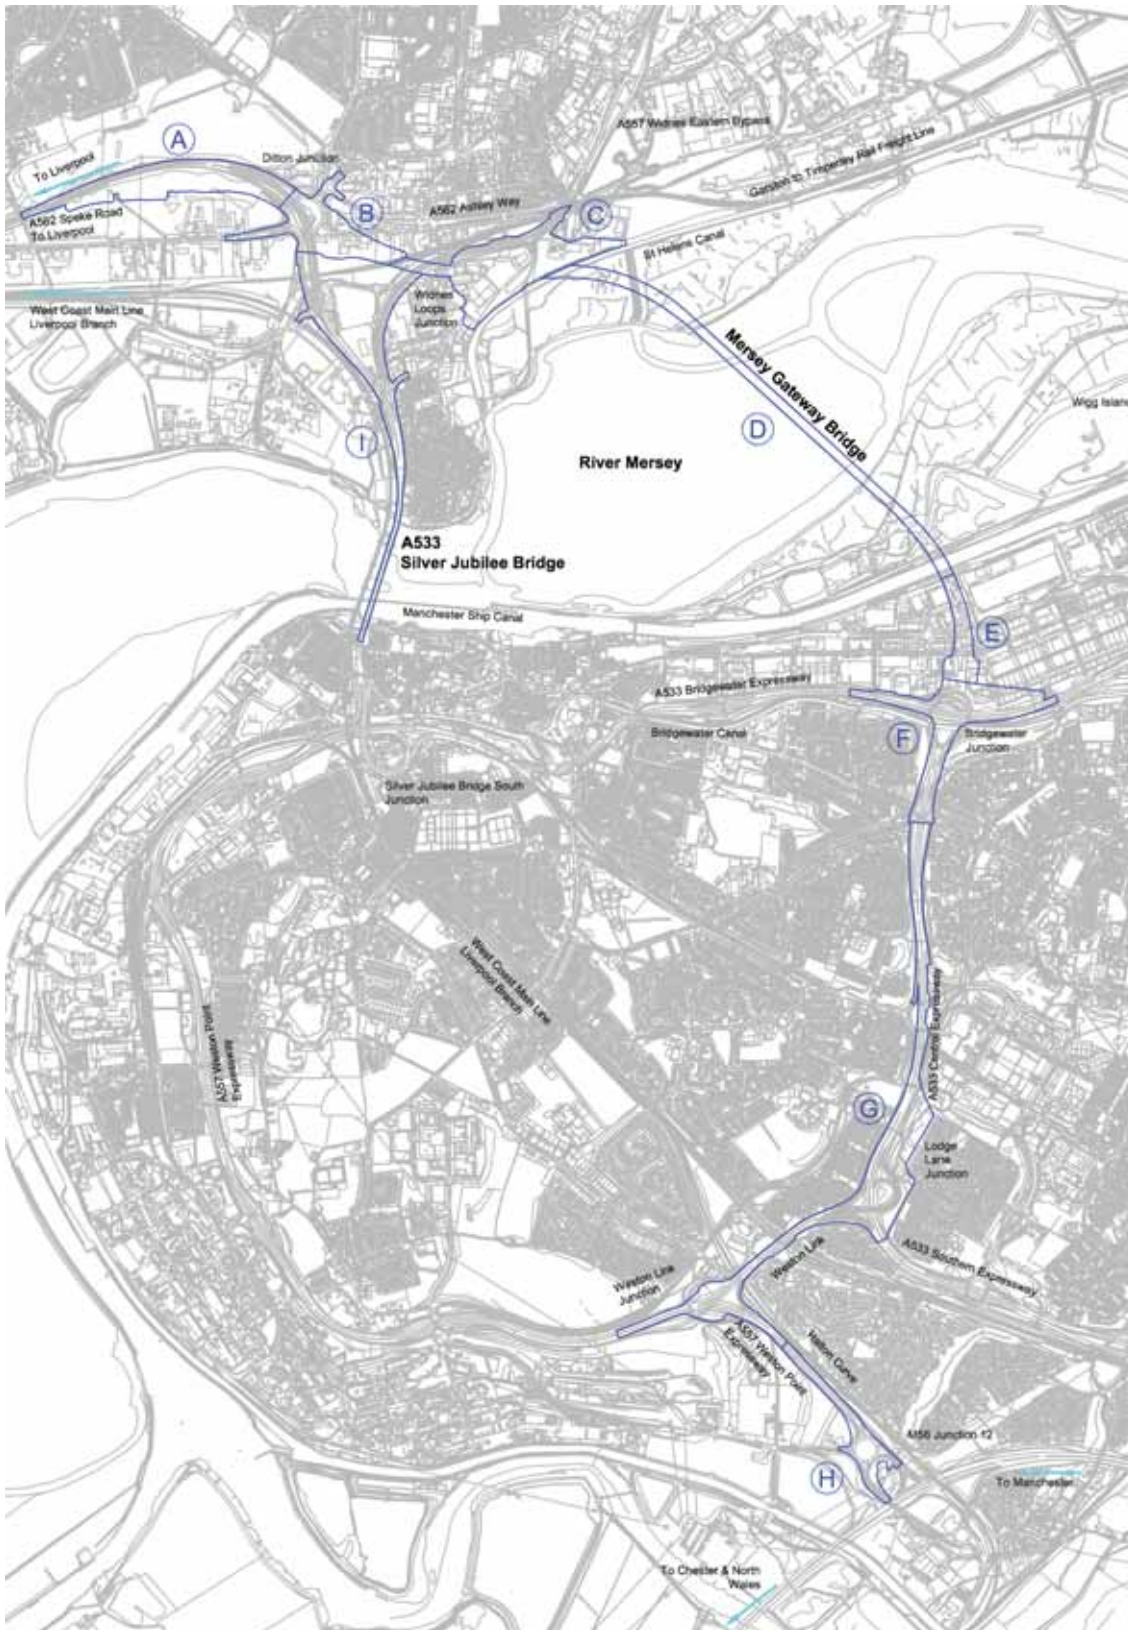 A557 Widnes Eastern Bypass
A
To Liverpool
Ditton Junction
Garston to Timperley Rail Freight Line
A562 Speke Road
To Liverpool
B
A562 Ashley Way
C
St Helens Canal
West Coast Main Line
Liverpool Branch
Widnes
Loops
Junction
Mersey Gateway Bridge
Wigg Island
D
I
River Mersey
A533
Silver Jubilee Bridge
Manchester Ship Canal
E
A533 Bridgewater Expressway
Bridgewater Canal
F
Bridgewater
Junction
Silver Jubilee Bridge South
Junction
West Coast Main Line
Liverpool Branch
A557 Weston Point
Expressway
A533 Central Expressway
G
Lodge
Lane
Junction
Weston Link
A533 Southern Expressway
Weston Link
Junction
A557 Weston Point
Expressway
Halton Curve
M56 Junction 12
H
To Manchester
To Chester & North
Wales